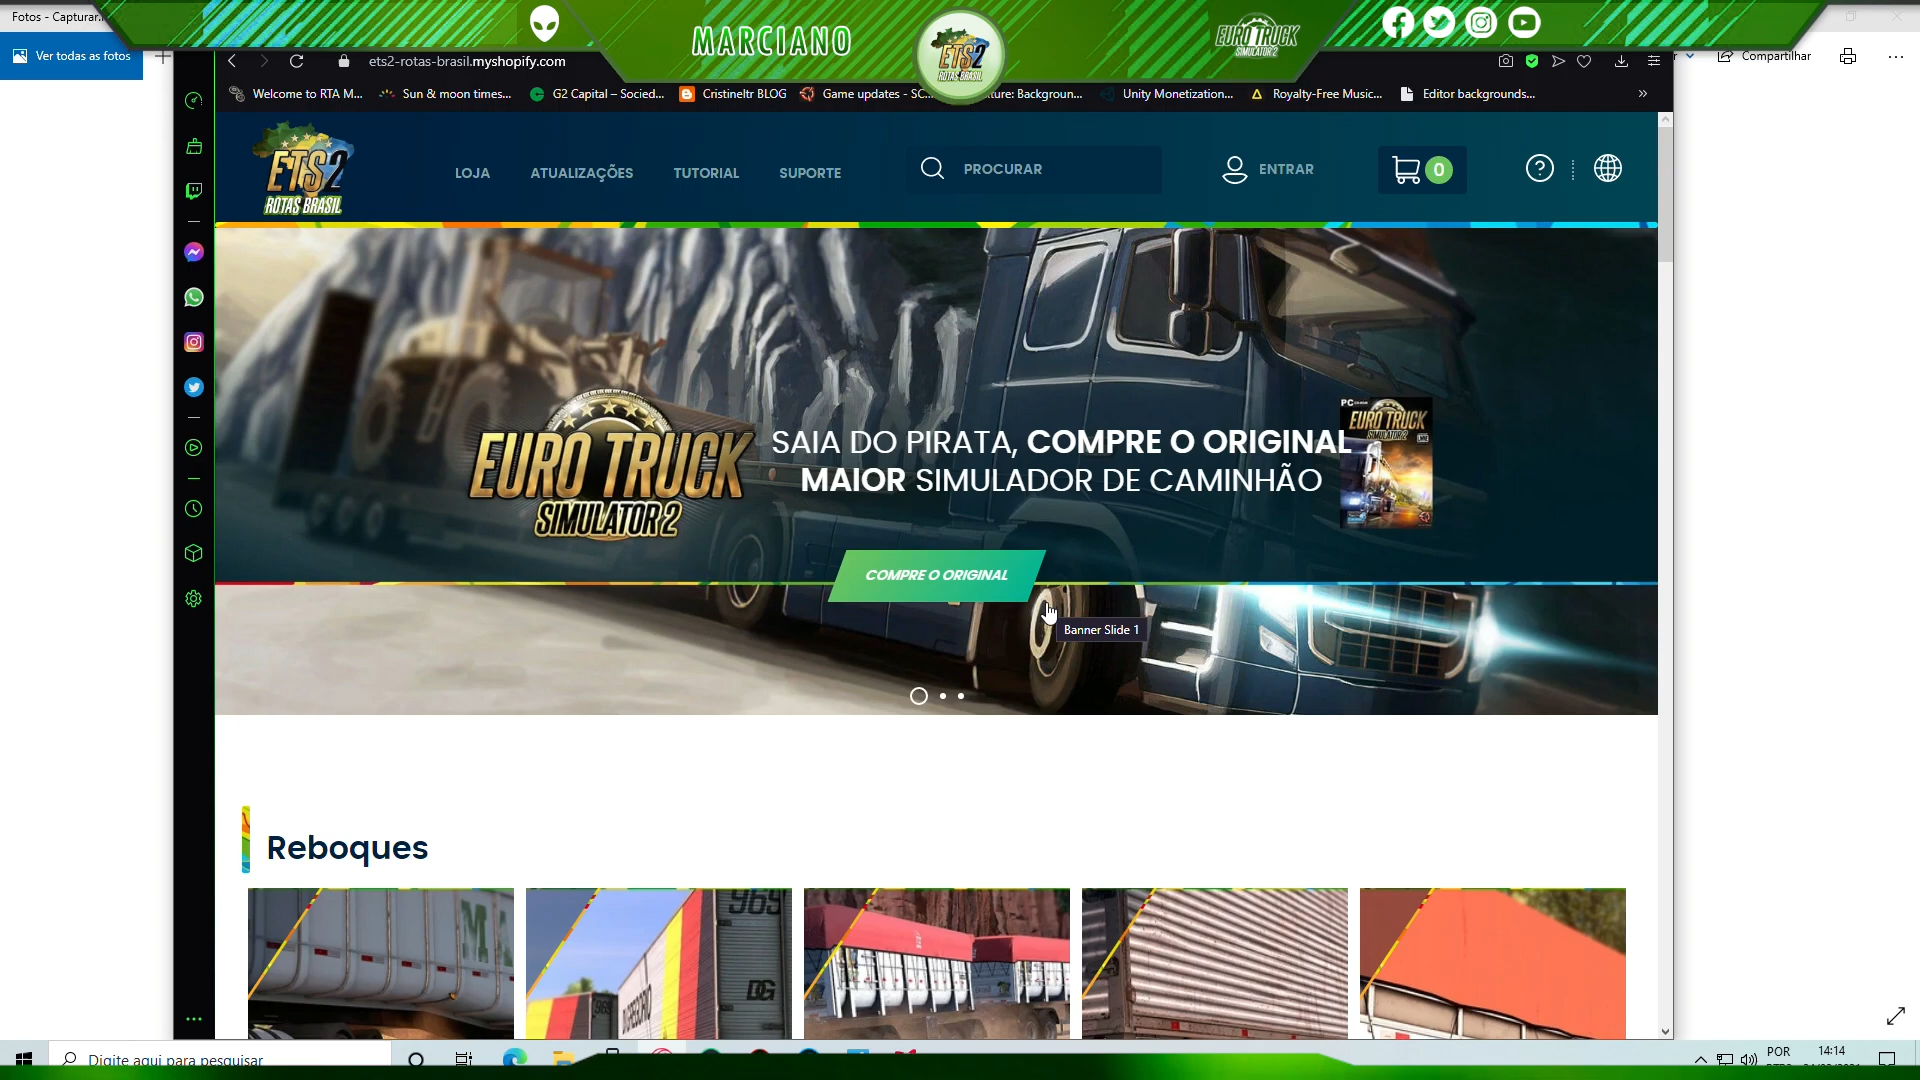 Fotos - Capturar.
MARCIANO
ETS2
ROTAS BRASIL
EURO TRUCK
SIMULATOR 2
Ver todas as fotos
ets2-rotas-brasil.myshopify.com
Compartilhar
Welcome to RTA M...
Sun & moon times...
G2 Capital – Socied...
Cristineltr BLOG
Game updates - SC...
ture: Backgroun...
Unity Monetization...
Royalty-Free Music...
Editor backgrounds...
ETS2
ROTAS BRASIL
LOJA
ATUALIZAÇÕES
TUTORIAL
SUPORTE
PROCURAR
ENTRAR
0
EURO TRUCK
SIMULATOR 2
SAIA DO PIRATA, COMPRE O ORIGINAL
MAIOR SIMULADOR DE CAMINHÃO
PC
EURO TRUCK
SIMULATOR 2
COMPRE O ORIGINAL
Banner Slide 1
Reboques
969
DG
Digite aqui para pesquisar
POR
14:14